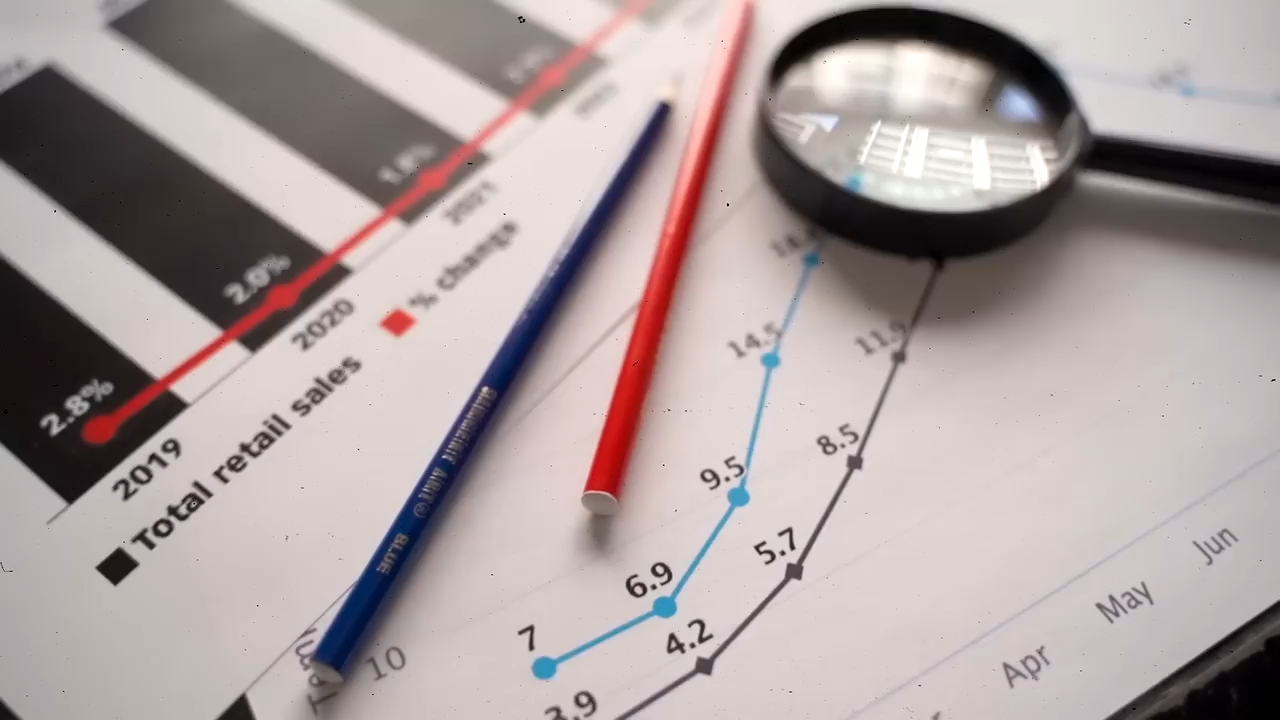 2.8%
2.0%
1.8%
2019
2020
2021
Total retail sales
% change
BLUE
10
7
6.9
9.5
14.5
3.9
4.2
5.7
8.5
11.9
Apr
May
Jun